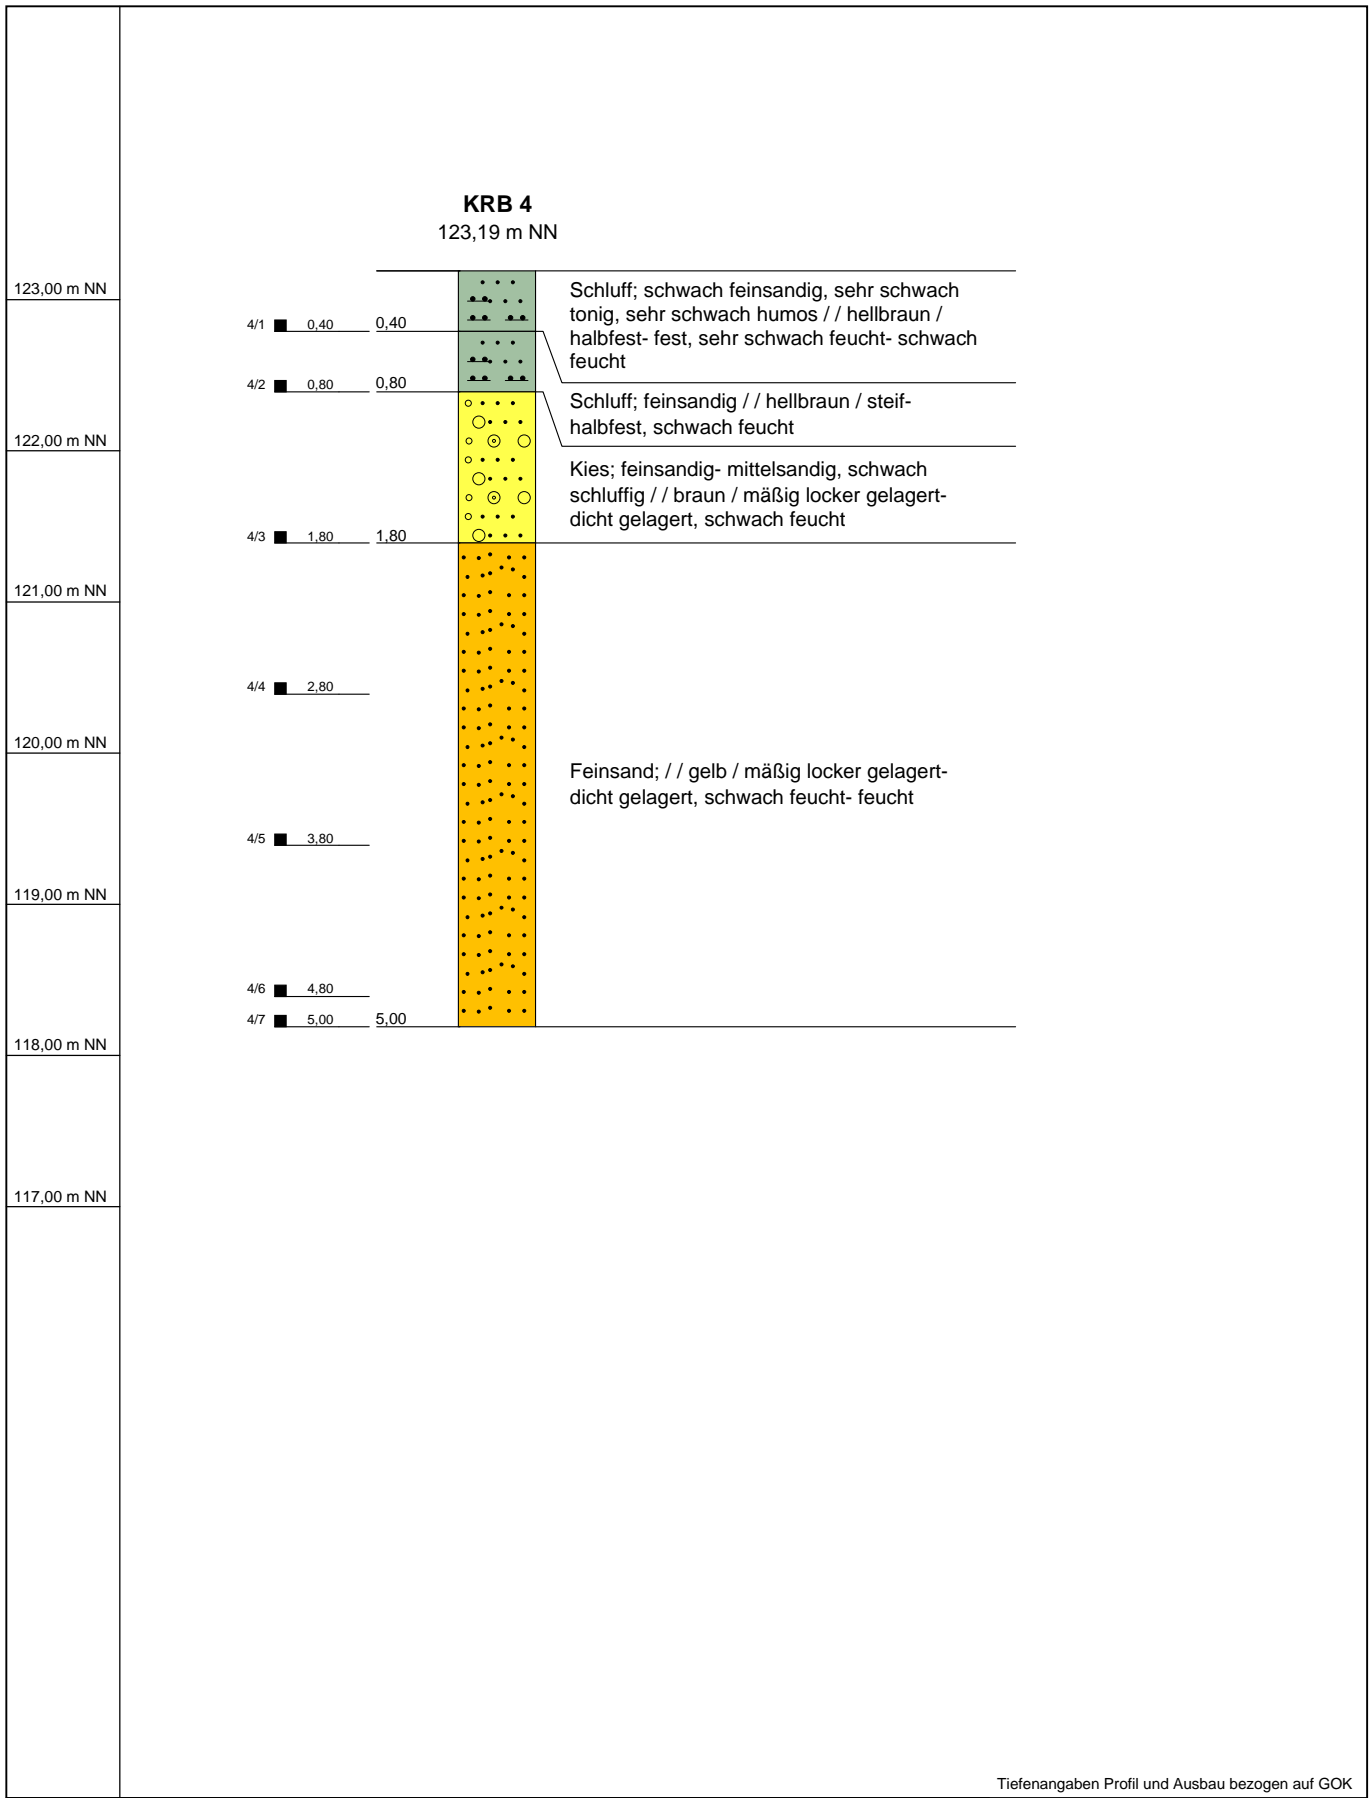 KRB 4
123,19 m NN
123,00 m NN
Schluff; schwach feinsandig, sehr schwach
tonig, sehr schwach humos / / hellbraun /
halbfest- fest, sehr schwach feucht- schwach
feucht
4/1 0,40 0,40
4/2 0,80 0,80
Schluff; feinsandig / / hellbraun / steif-
halbfest, schwach feucht
122,00 m NN
Kies; feinsandig- mittelsandig, schwach
schluffig / / braun / mäßig locker gelagert-
dicht gelagert, schwach feucht
4/3 1,80 1,80
121,00 m NN
4/4 2,80
120,00 m NN
Feinsand; / / gelb / mäßig locker gelagert-
dicht gelagert, schwach feucht- feucht
4/5 3,80
119,00 m NN
4/6 4,80
4/7 5,00 5,00
118,00 m NN
117,00 m NN
Tiefenangaben Profil und Ausbau bezogen auf GOK